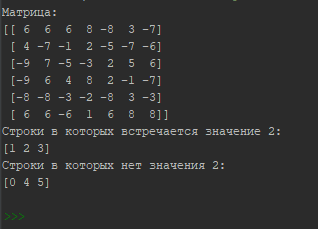 Матрица:
[[ 6  6  6  8 -8  3 -7]
 [ 4 -7 -1  2 -5 -7 -6]
 [-9  7 -5 -3  2  5  6]
 [-9  6  4  8  2 -1 -7]
 [-8 -8 -3 -2 -8  3 -3]
 [ 6  6 -6  1  6  8  8]]
Строки в которых встречается значение 2:
[1 2 3]
Строки в которых нет значения 2:
[0 4 5]
>>>